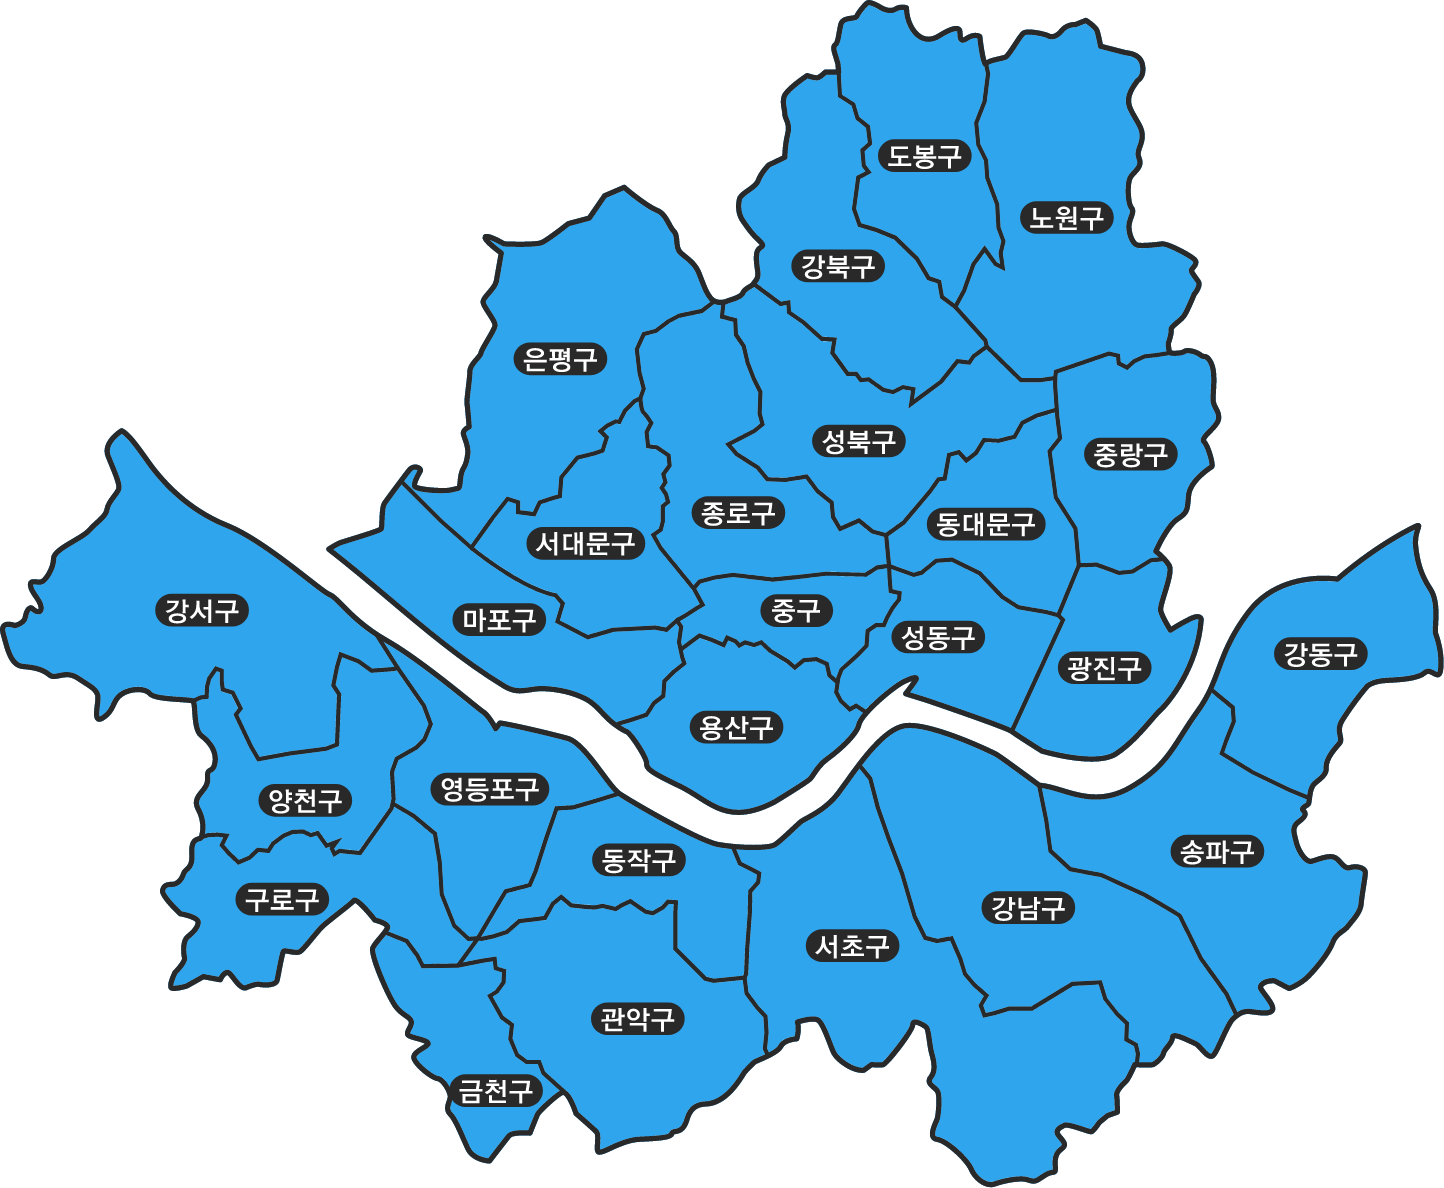 도봉구
노원구
강북구
은평구
성북구
중랑구
종로구
동대문구
서대문구
강서구
중구
마포구
성동구
강동구
광진구
용산구
영등포구
양천구
송파구
동작구
구로구
강남구
서초구
관악구
금천구